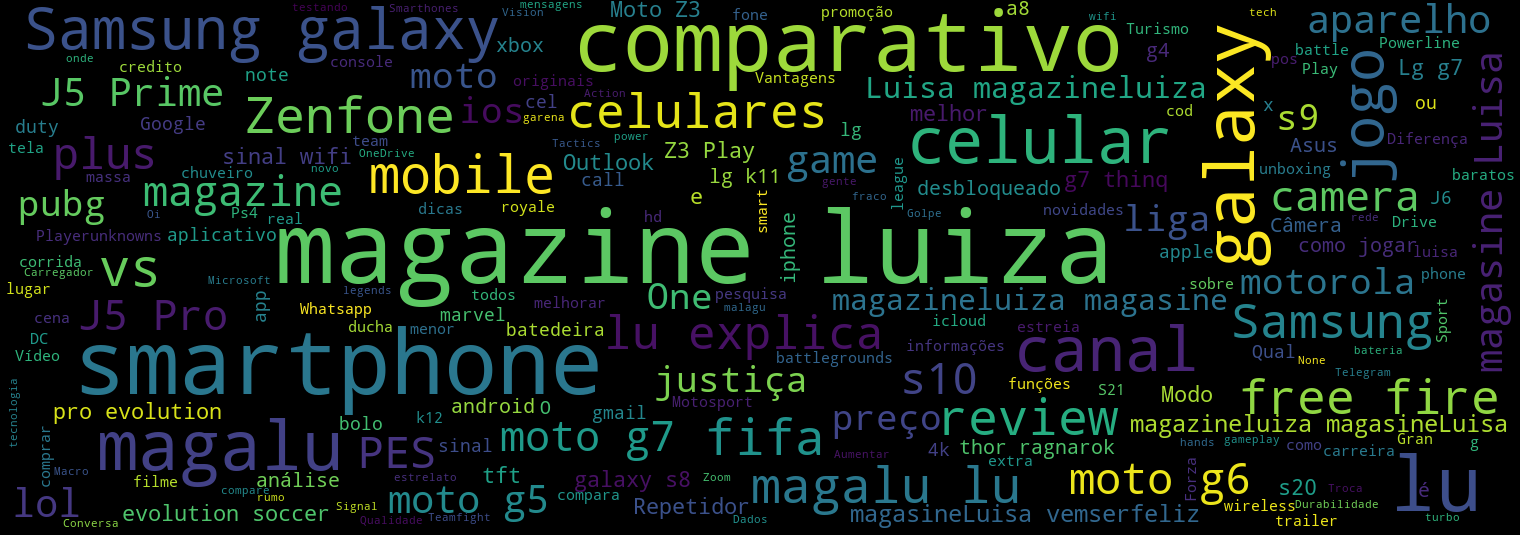 Samsung galaxy
comparativo
testando
Smarthones
Vision
mensagens
Moto Z3
fone
promoção
a8
wifi
Turismo
tech
aparelho
onde
credito
console
xbox
note
moto
originais
Vantagens
g4
galaxy
battle
Powerline
pos
Play
Lg g7
jogo
J5 Prime
Zenfone
ios
cel
Action
garena
celulares
Luisa magazineluiza
melhor
cod
x
s9
ou
magasine Luisa
duty
Google
tela
plus
sinal wifi
team
OneDrive
Tactics
power
lg
Outlook
Z3 Play
game
celular
Asus
Diferença
massa
chuveiro
novo
mobile
call
lg k11
gente
league
fraco
desbloqueado
g7 thinq
unboxing
baratos
pubg
magazine
Ps4
real
dicas
royale
e
hd
smart
Golpe
novidades
liga
camera
Câmera
J6
Drive
rede
Oi
Playerunknowns
aplicativo
magazine luiza
iphone
apple
como jogar
luisa
corrida
Carregador
lugar
vs
Microsoft
legends
todos
melhorar
One
pesquisa
malagu
magazineluiza magasine
sobre
motorola
phone
cena
J5 Pro
app
Whatsapp
ducha
menor
marvel
batedeira
lu explica
icloud
estreia
Samsung
Sport
DC
Vídeo
smartphone
battlegrounds
informações
canal
Qual
None
bateria
Telegram
tecnologia
justiça
s10
funções
S21
Modo
free fire
pro evolution
bolo
k12
android
O
gmail
Motosport
preço
review
magazineluiza magasineLuisa
comprar
Macro
magalu
PES
sinal
moto g7
fifa
Aumentar
4k
thor ragnarok
hands
gameplay
como
carreira
Gran
g
filme
compare
análise
estrelato
tft
galaxy s8
Zoom
extra
moto g6
Forza
s20
Troca
é
lu
lol
rumo
Signal
moto g5
compara
Repetidor
magalu lu
wireless
Durabilidade
Conversa
evolution soccer
Qualidade
Teamfight
Dados
magasineLuisa vemserfeliz
trailer
turbo